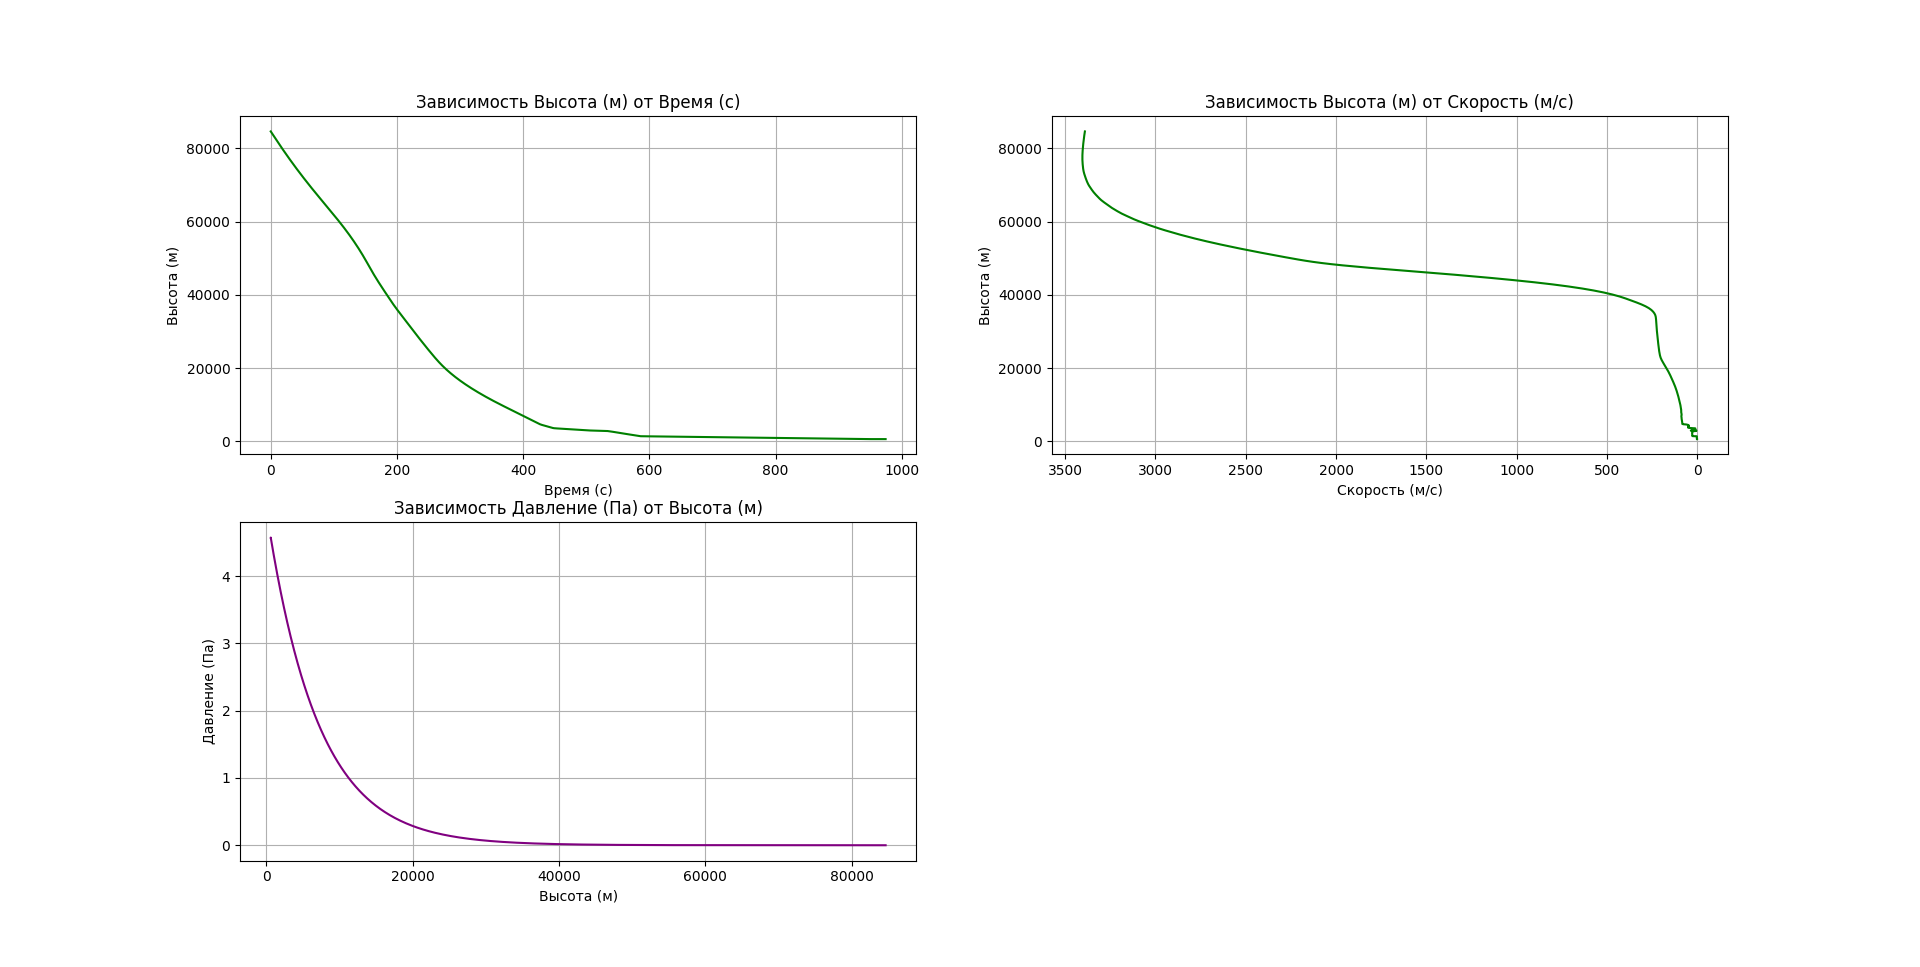 Зависимость Высота (м) от Время (с)
80000
60000
40000
20000
0
Высота (м)
0 200 400 600 800 1000
Время (с)
Зависимость Высота (м) от Скорость (м/с)
80000
60000
40000
20000
0
Высота (м)
3500 3000 2500 2000 1500 1000 500 0
Скорость (м/с)
Зависимость Давление (Па) от Высота (м)
4
3
2
1
0
Давление (Па)
0 20000 40000 60000 80000
Высота (м)